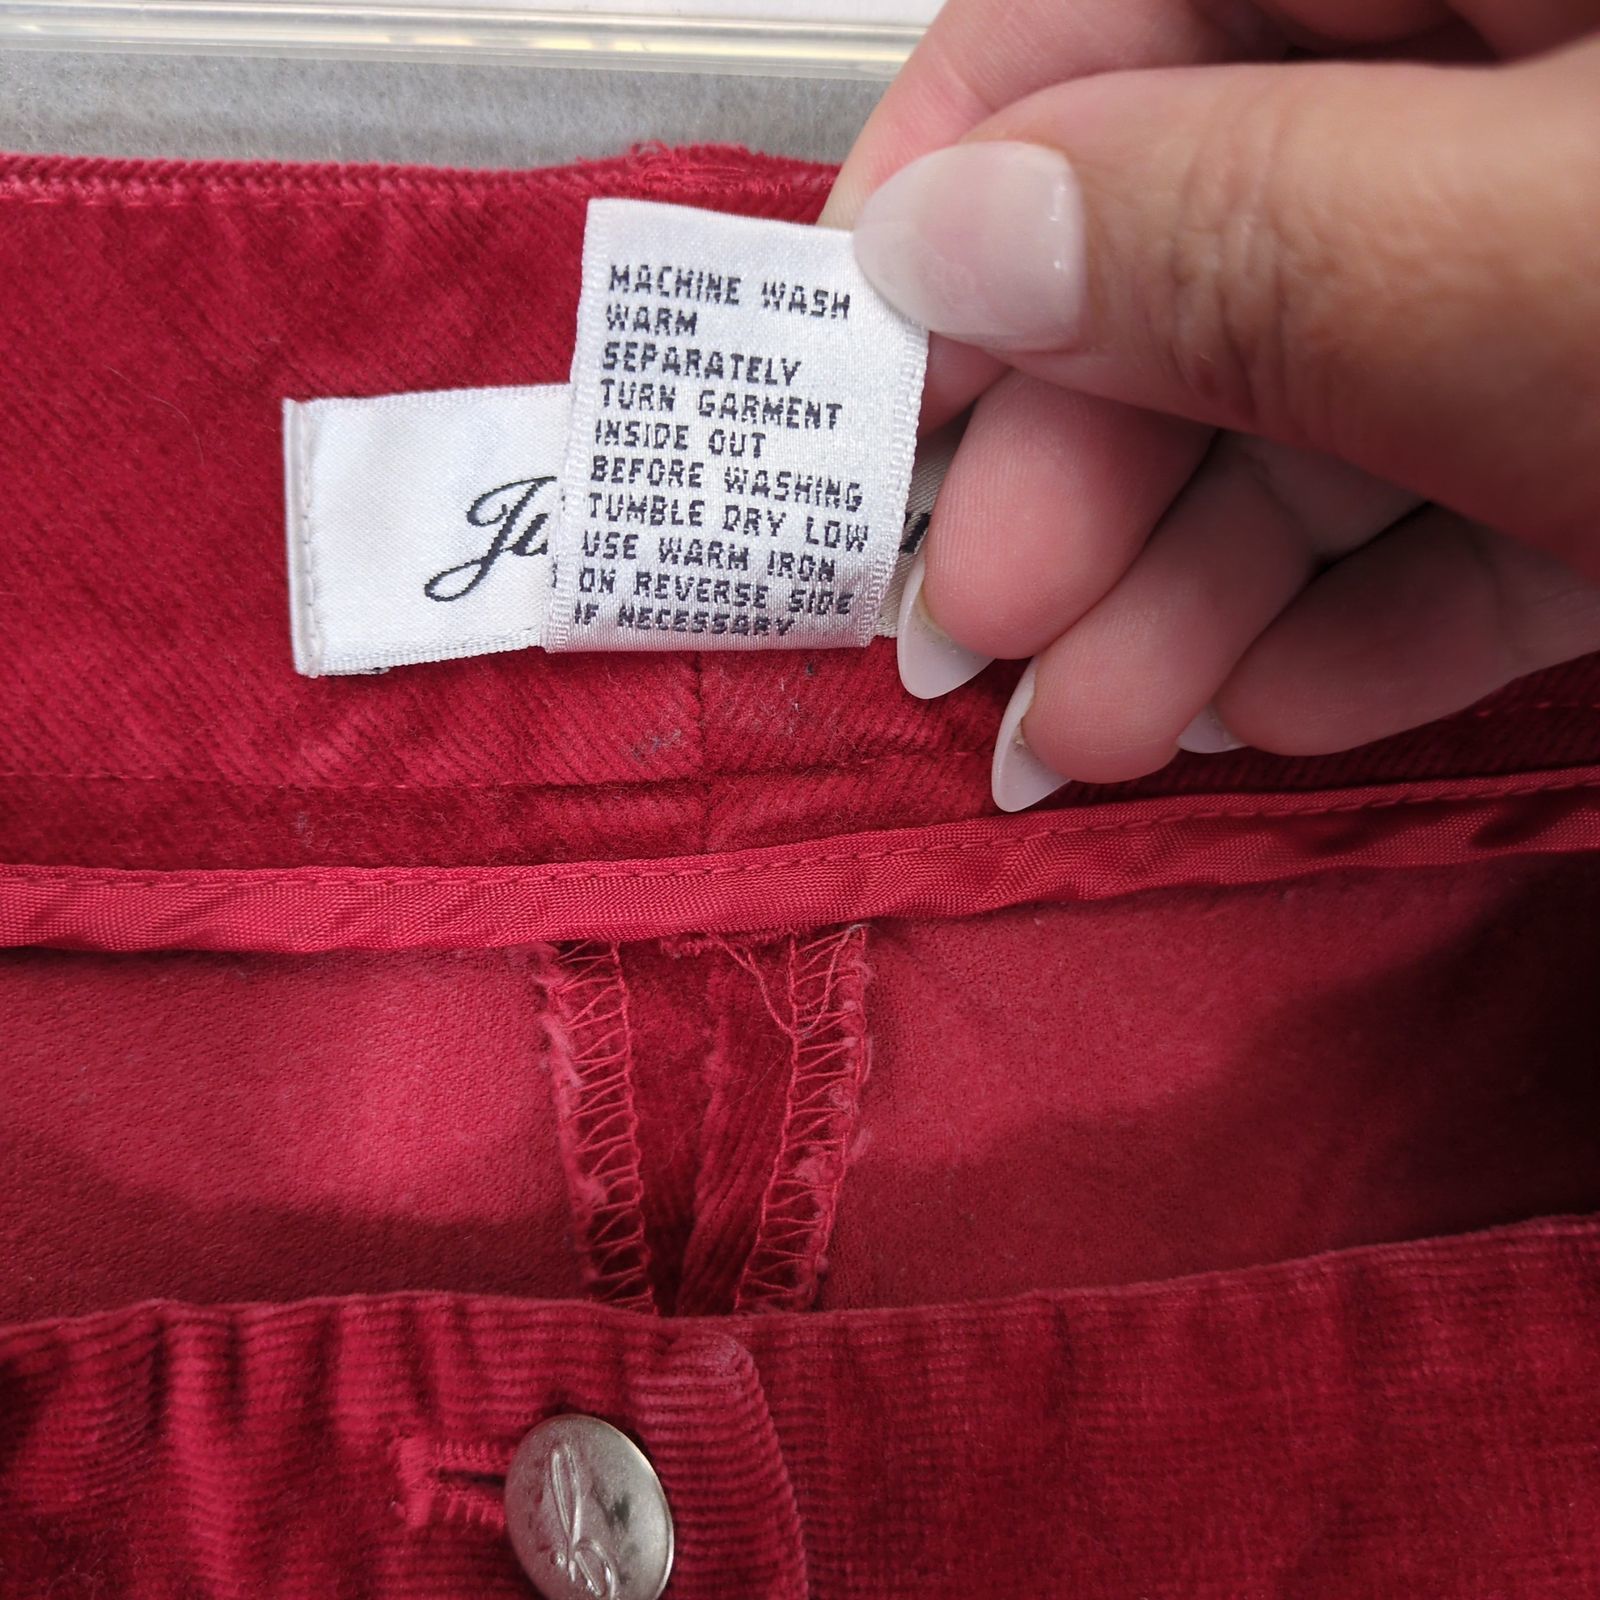 MACHINE WASH
WARM
SEPARATELY
TURN GARMENT
INSIDE OUT
BEFORE WASHING
TUMBLE DRY LOW
USE WARM IRON
ON REVERSE SIDE
IF NECESSARY